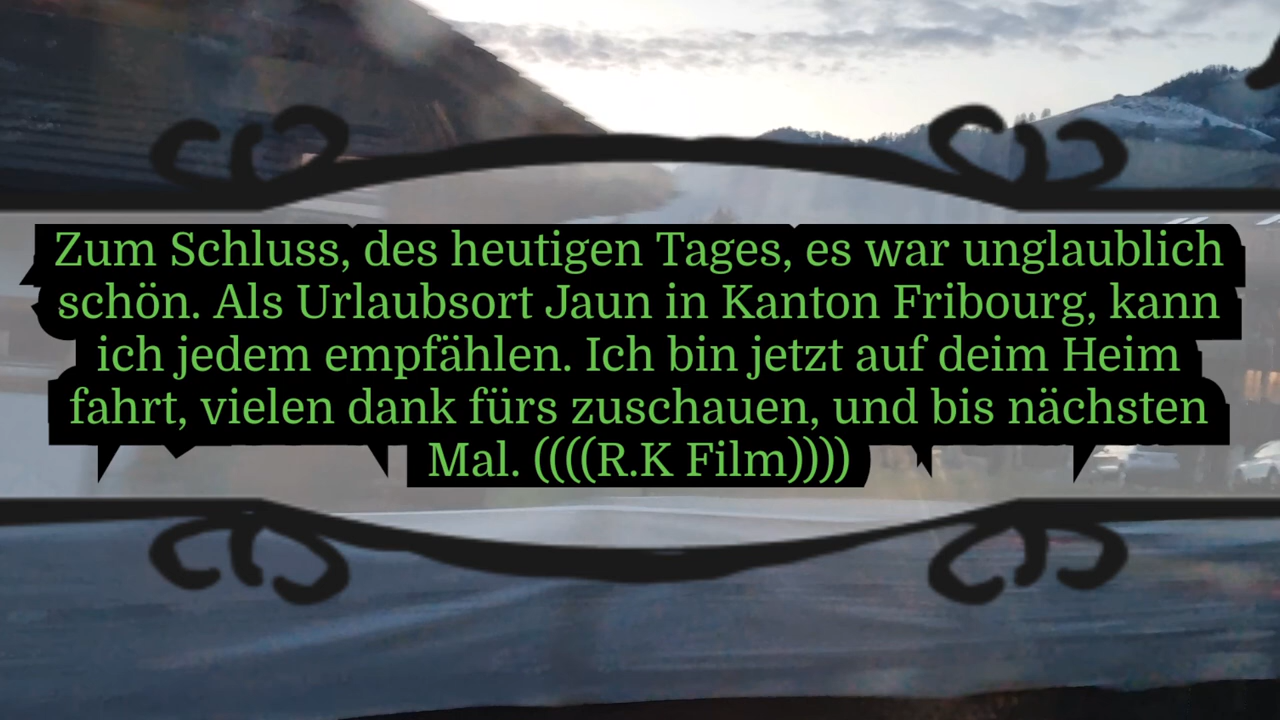 Zum Schluss, des heutigen Tages, es war unglaublich
schön. Als Urlaubsort Jaun in Kanton Fribourg, kann
ich jedem empfählen. Ich bin jetzt auf deim Heim
fahrt, vielen dank fürs zuschauen, und bis nächsten
Mal. ((((R.K Film))))